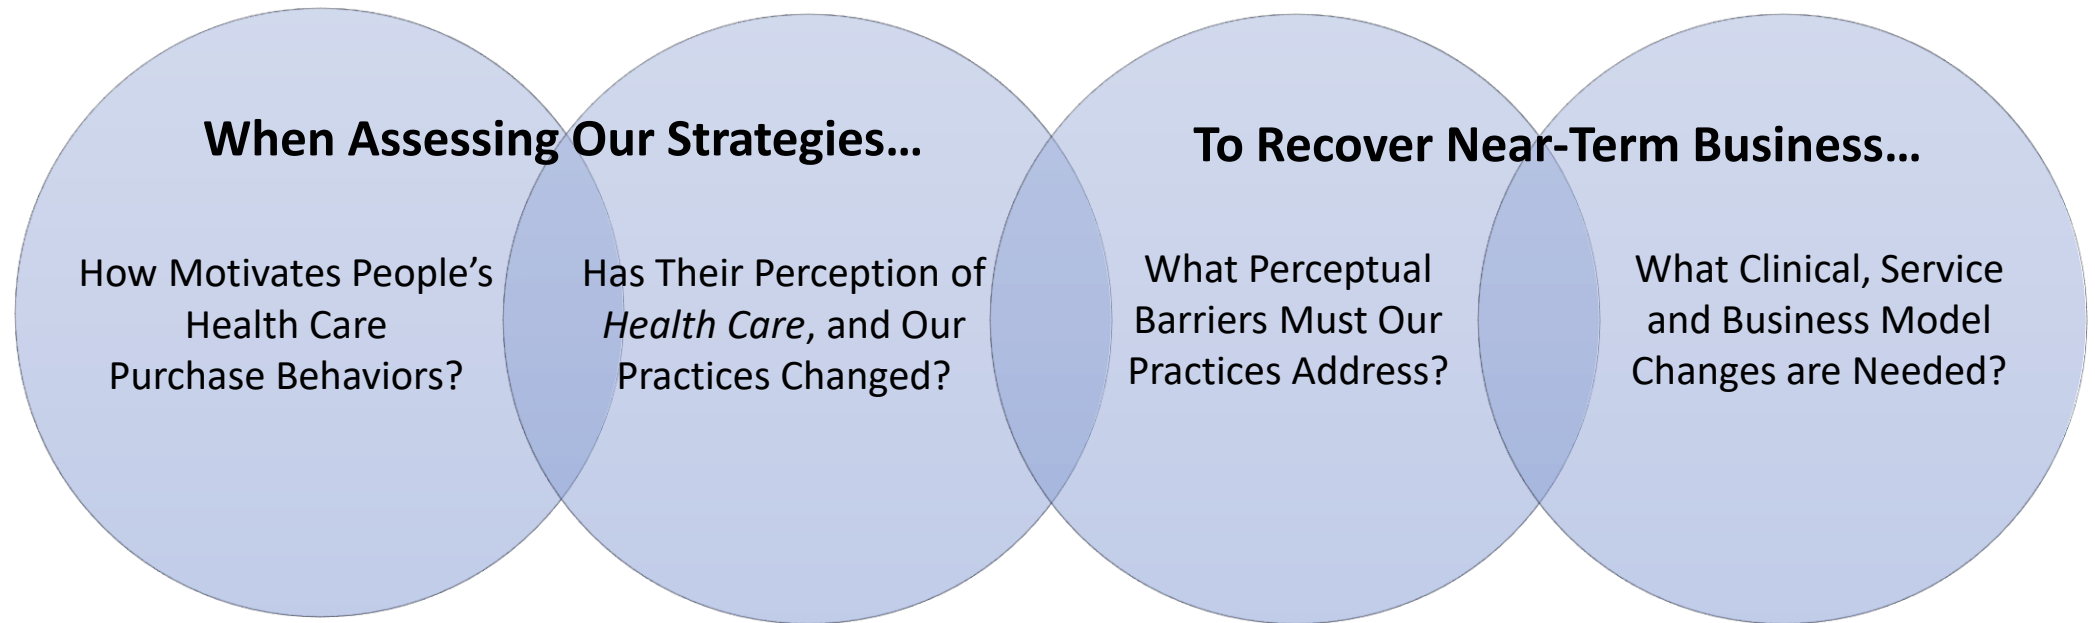 When Assessing Our Strategies…
How Motivates People’s
Health Care
Purchase Behaviors?
Has Their Perception of
Health Care, and Our
Practices Changed?
To Recover Near-Term Business…
What Perceptual
Barriers Must Our
Practices Address?
What Clinical, Service
and Business Model
Changes are Needed?